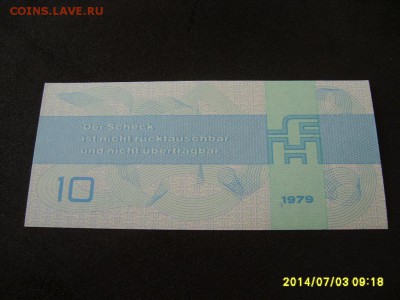 COINS.LAVE.RU
Der Scheck
ist nicht rücktauschbar
und nicht übertragbar
10
1979
2014/07/03 09:18